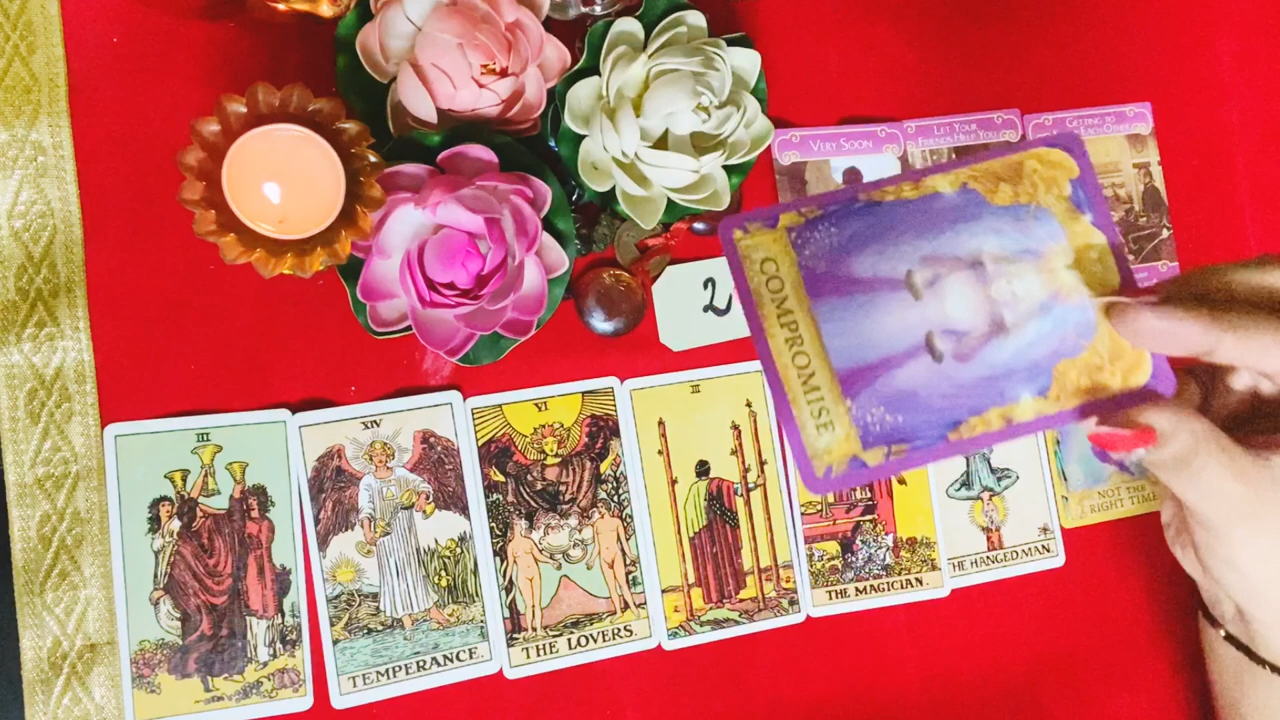 VERY SOON
LET YOUR
FRIENDS HELP YOU
GETTING TO
EACH OTHER
2
COMPROMISE
III
XIV
VI
III
TEMPERANCE.
THE LOVERS.
THE MAGICIAN.
THE HANGED MAN.
NOT THE
RIGHT TIME